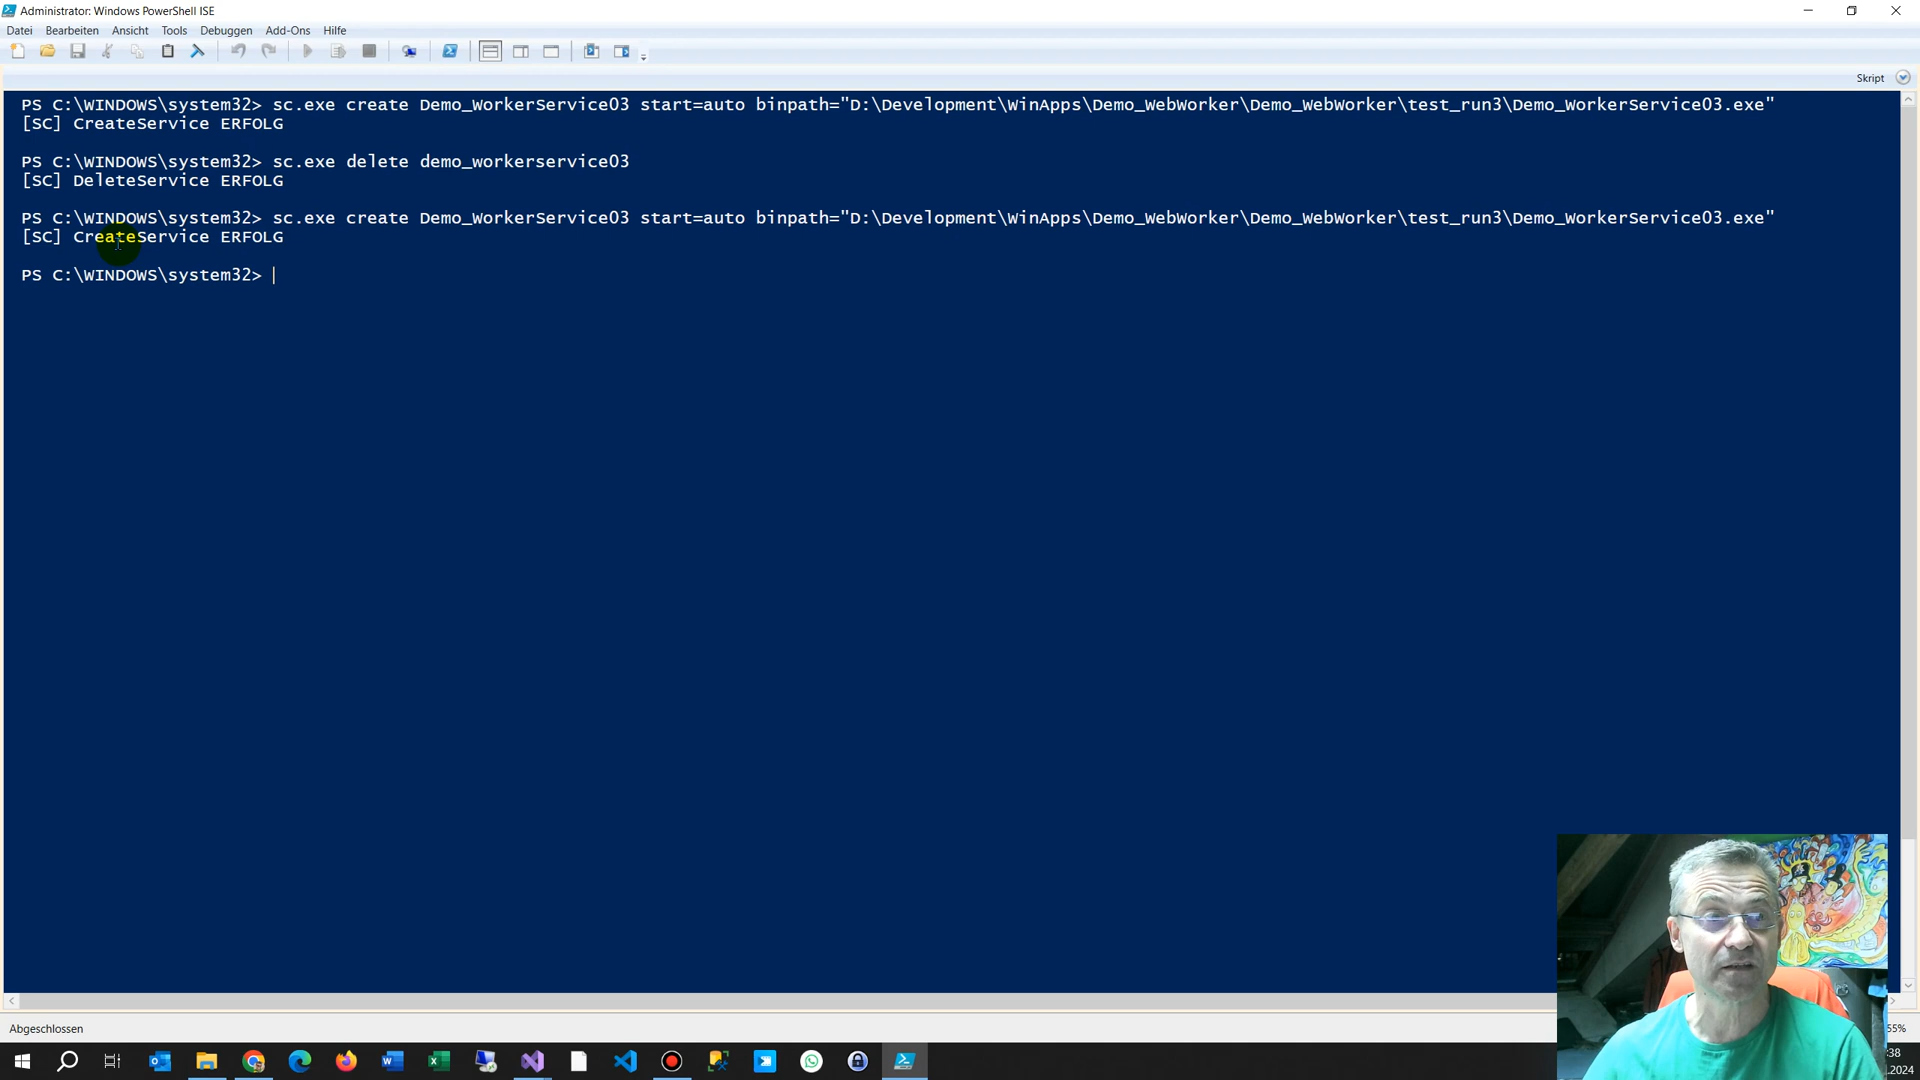 Administrator: Windows PowerShell ISE
Datei Bearbeiten Ansicht Tools Debuggen Add-Ons Hilfe
Skript
PS C:\WINDOWS\system32> sc.exe create Demo_WorkerService03 start=auto binpath="D:\Development\WinApps\Demo_WebWorker\Demo_WebWorker\test_run3\Demo_WorkerService03.exe"
[SC] CreateService ERFOLG
PS C:\WINDOWS\system32> sc.exe delete demo_workerservice03
[SC] DeleteService ERFOLG
PS C:\WINDOWS\system32> sc.exe create Demo_WorkerService03 start=auto binpath="D:\Development\WinApps\Demo_WebWorker\Demo_WebWorker\test_run3\Demo_WorkerService03.exe"
[SC] CreateService ERFOLG
PS C:\WINDOWS\system32>
Abgeschlossen
55%
:38
.2024